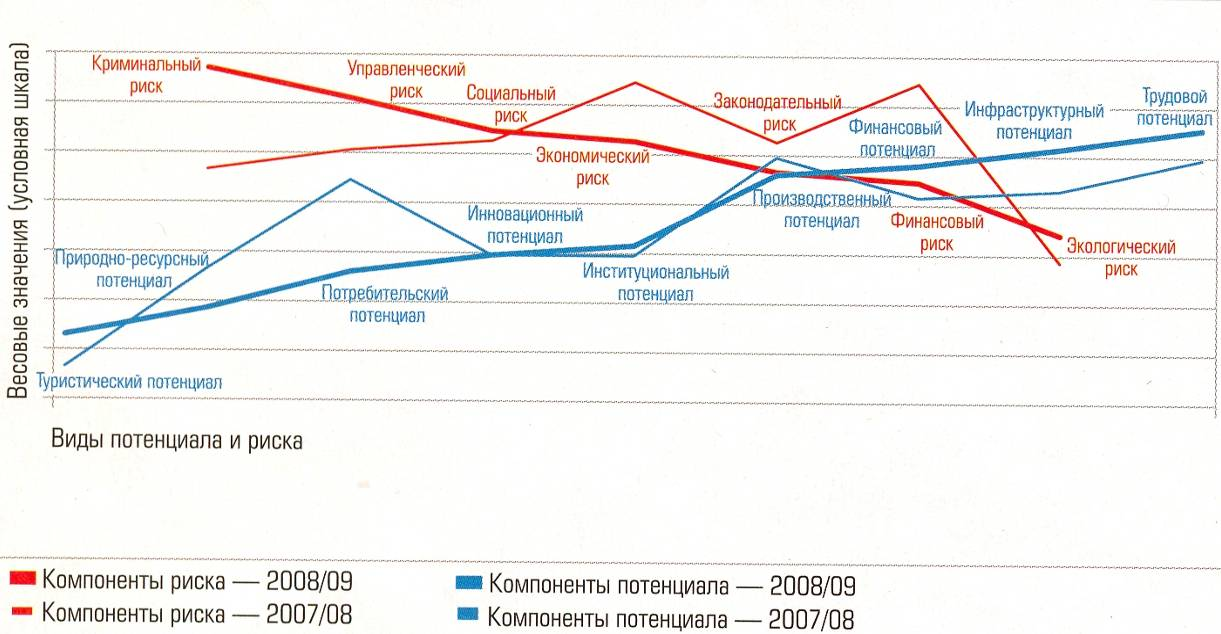 Весовые значения (условная шкала)
Криминальный
риск
Управленческий
риск
Социальный
риск
Экономический
риск
Законодательный
риск
Финансовый
потенциал
Инфраструктурный
потенциал
Трудовой
потенциал
Природно-ресурсный
потенциал
Инновационный
потенциал
Производственный
потенциал
Финансовый
риск
Экологический
риск
Потребительский
потенциал
Институциональный
потенциал
Туристический потенциал
Виды потенциала и риска
Компоненты риска — 2008/09
Компоненты риска — 2007/08
Компоненты потенциала — 2008/09
Компоненты потенциала — 2007/08